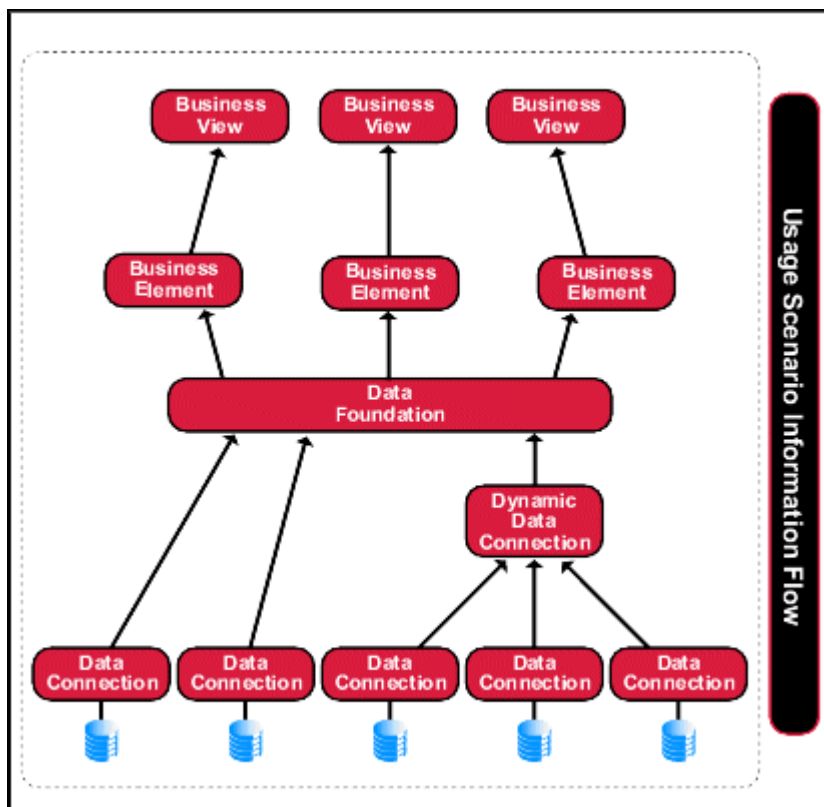 Business
View
Business
View
Business
View
Business
Element
Business
Element
Business
Element
Data
Foundation
Dynamic
Data
Connection
Data
Connection
Data
Connection
Data
Connection
Data
Connection
Data
Connection
Usage Scenario Information Flow